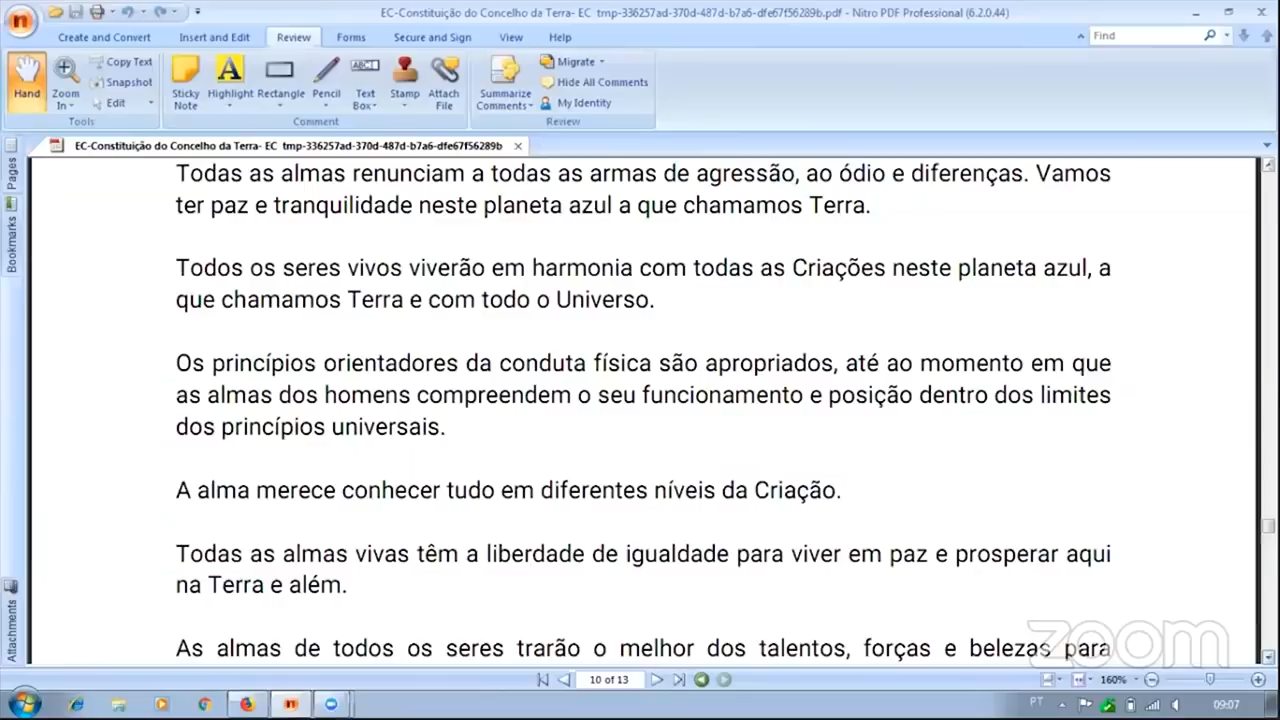 EC-Constituição do Concelho da Terra- EC tmp-336257ad-370d-487d-b7a6-dfe67f56289b.pdf - Nitro PDF Professional (6.2.0.44)
Create and Convert Insert and Edit Review Forms Secure and Sign View Help Find
Hand
Zoom In
Copy Text
Snapshot
Edit
Tools
Sticky Note
Highlight
Rectangle
Pencil
Text Box
Stamp
Attach File
Comment
Summarize Comments
Migrate
Hide All Comments
My Identity
Review
EC-Constituição do Concelho da Terra- EC tmp-336257ad-370d-487d-b7a6-dfe67f56289b
Pages
Bookmarks
Attachments
Todas as almas renunciam a todas as armas de agressão, ao ódio e diferenças. Vamos
ter paz e tranquilidade neste planeta azul a que chamamos Terra.
Todos os seres vivos viverão em harmonia com todas as Criações neste planeta azul, a
que chamamos Terra e com todo o Universo.
Os princípios orientadores da conduta física são apropriados, até ao momento em que
as almas dos homens compreendem o seu funcionamento e posição dentro dos limites
dos princípios universais.
A alma merece conhecer tudo em diferentes níveis da Criação.
Todas as almas vivas têm a liberdade de igualdade para viver em paz e prosperar aqui
na Terra e além.
As almas de todos os seres trarão o melhor dos talentos, forças e belezas para
zoom
10 of 13
160%
PT
09:07